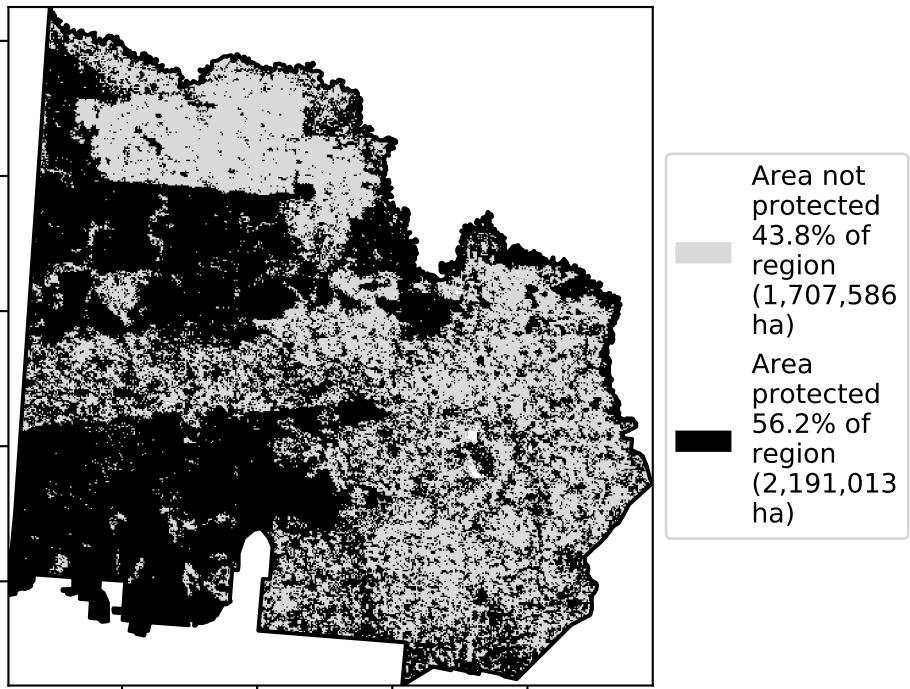 Area not
protected
43.8% of
region
(1,707,586
ha)
Area
protected
56.2% of
region
(2,191,013
ha)